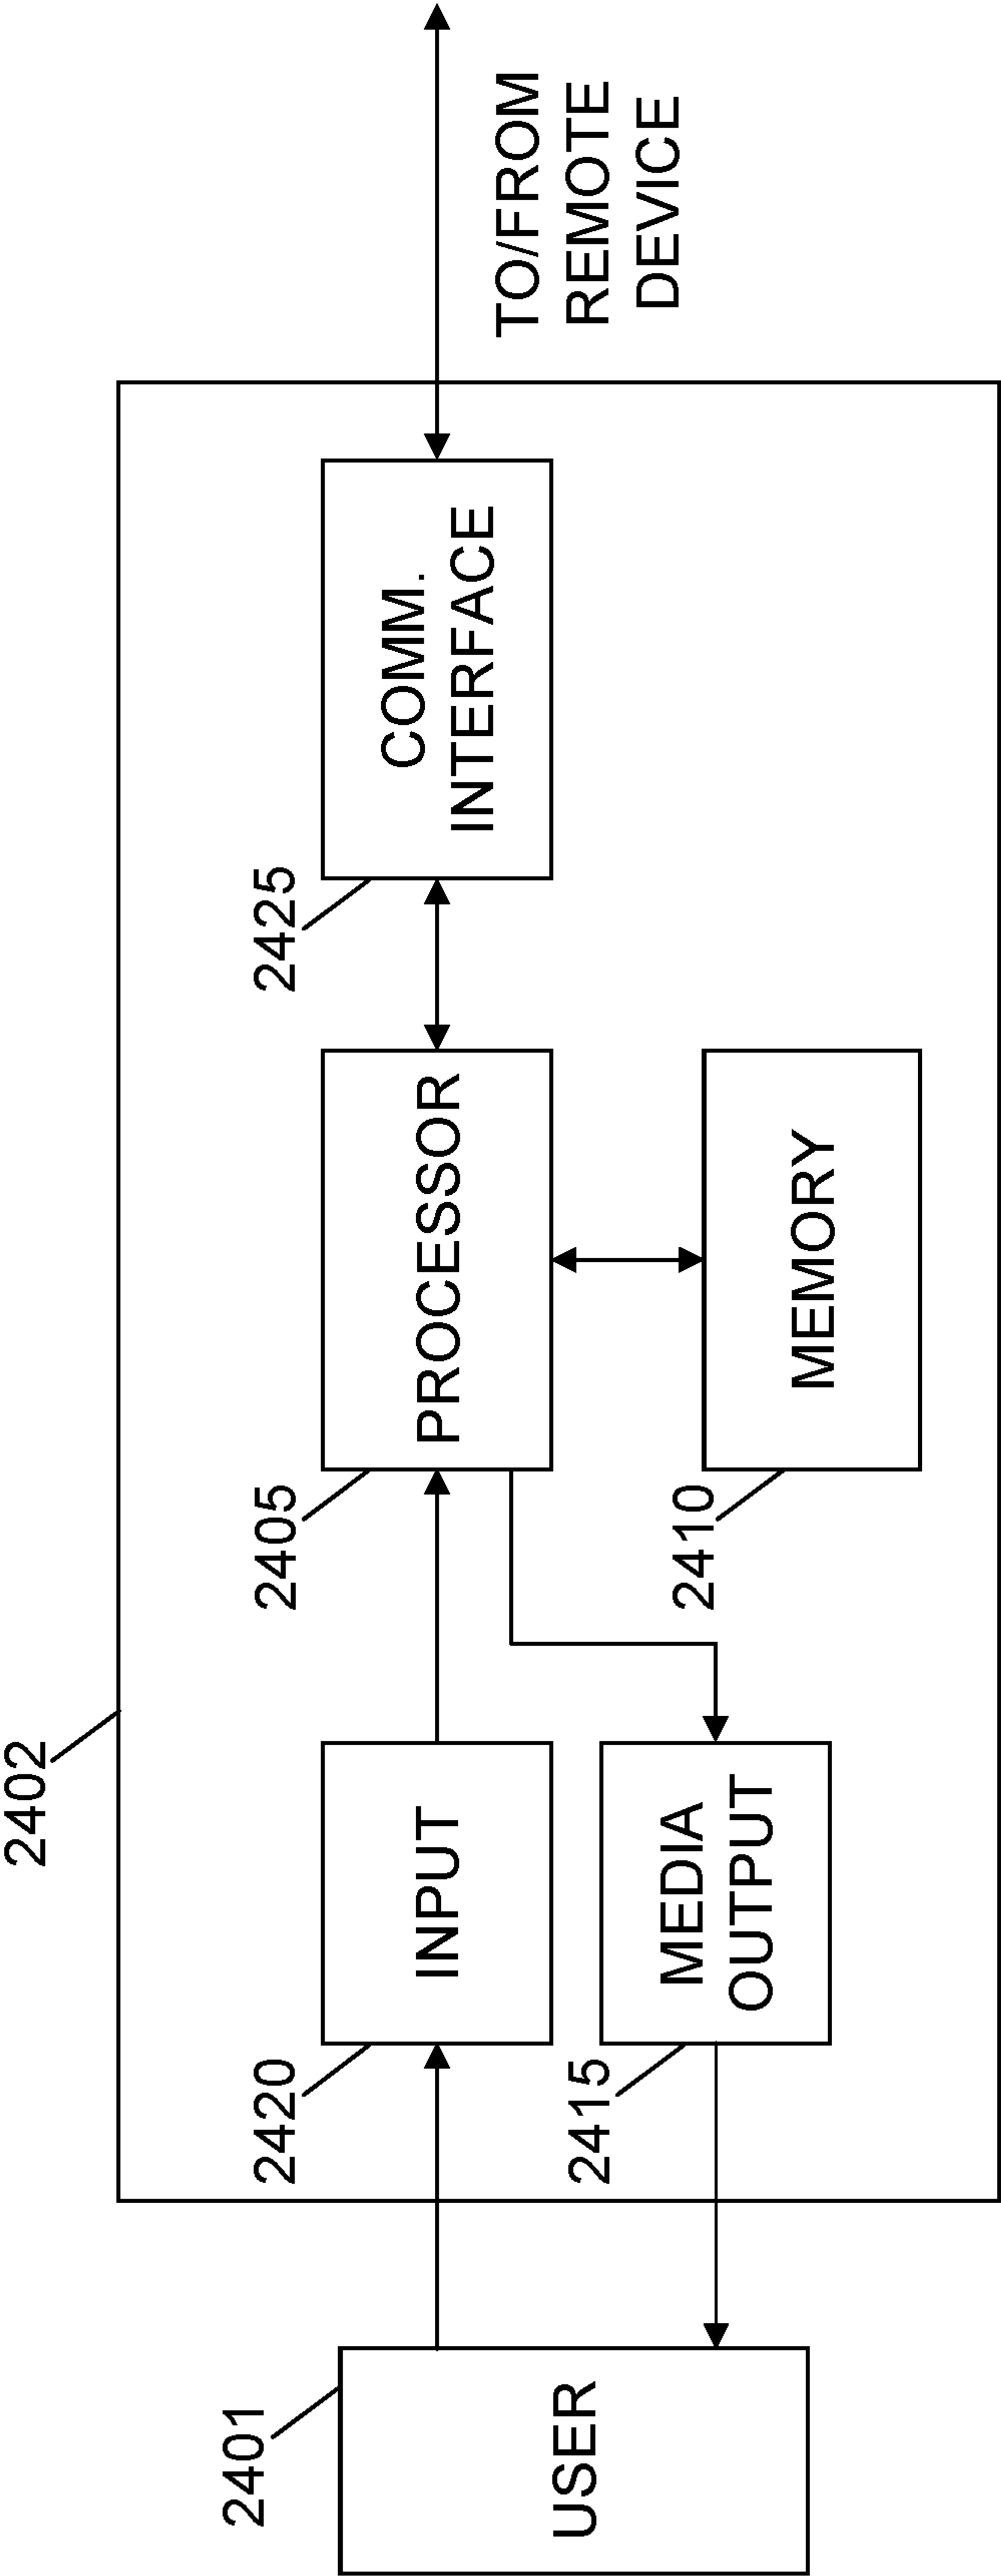 2402
2401
USER
2420
INPUT
2415
MEDIA
OUTPUT
2405
PROCESSOR
2410
MEMORY
2425
COMM.
INTERFACE
TO/FROM
REMOTE
DEVICE